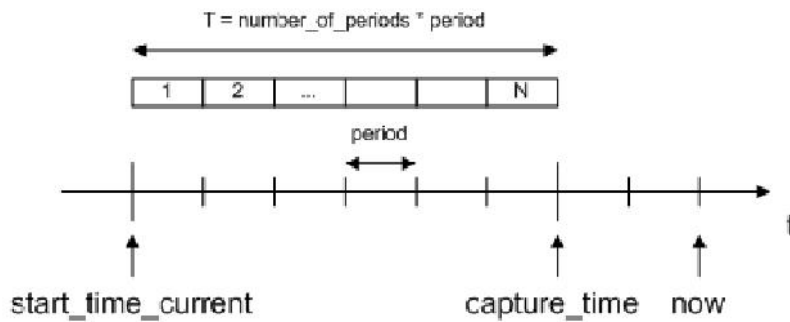 T = number_of_periods * period
1 2 ... N
period
t
start_time_current capture_time now